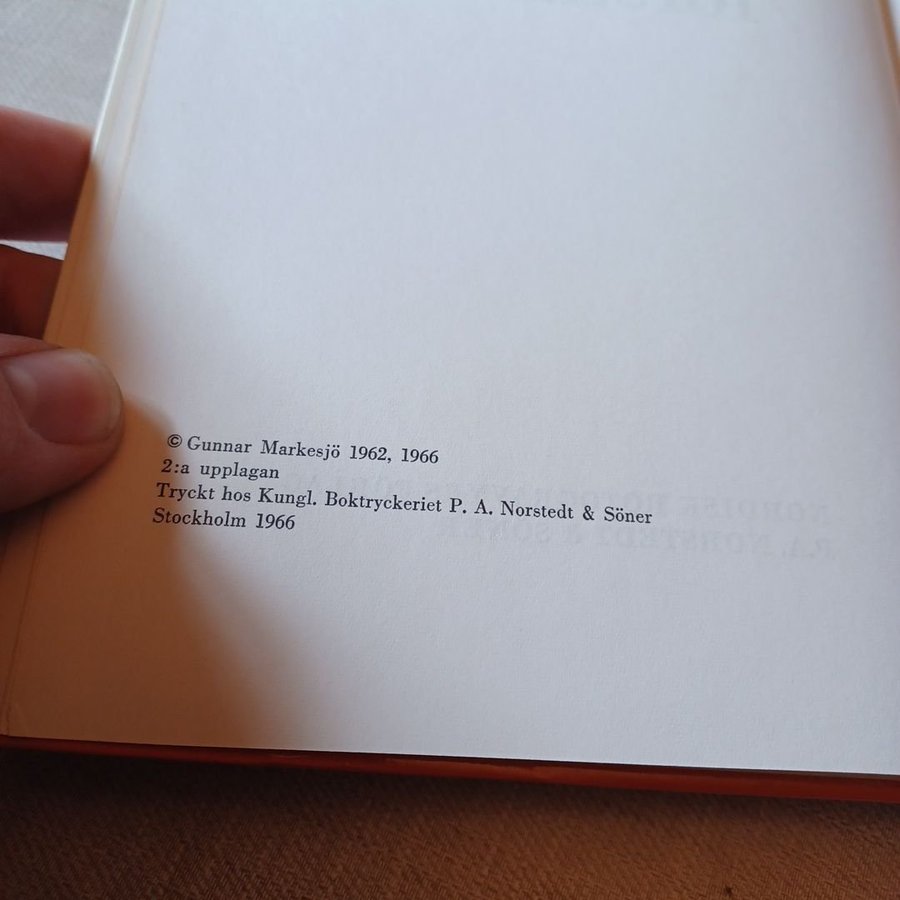 © Gunnar Markesjö 1962, 1966
2:a upplagan
Tryckt hos Kungl. Boktryckeriet P. A. Norstedt & Söner
Stockholm 1966